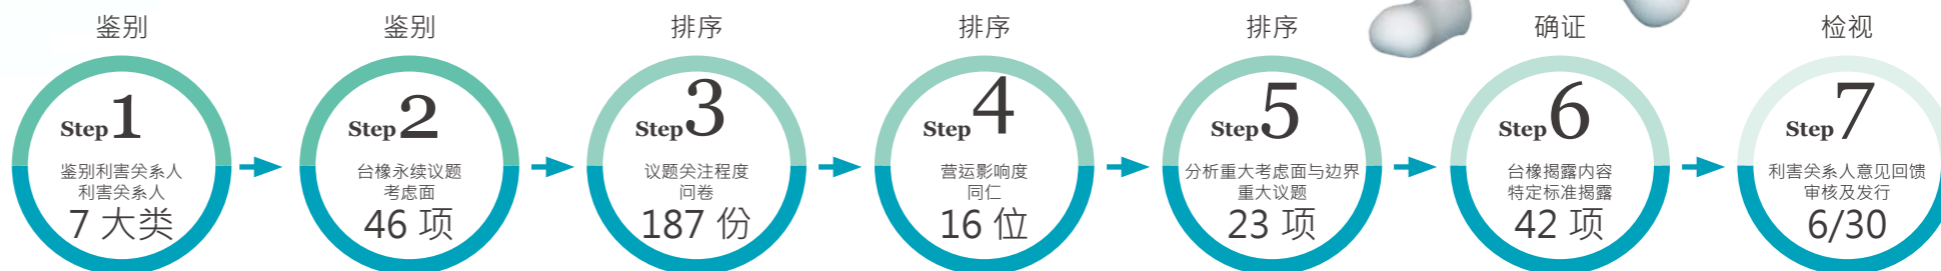 鉴别
Step 1
鉴别利害关系人
利害关系人
7 大类
鉴别
Step 2
台橡永续议题
考虑面
46 项
排序
Step 3
议题关注程度
问卷
187 份
排序
Step 4
营运影响度
同仁
16 位
排序
Step 5
分析重大考虑面与边界
重大议题
23 项
确证
Step 6
台橡揭露内容
特定标准揭露
42 项
检视
Step 7
利害关系人意见回馈
审核及发行
6/30